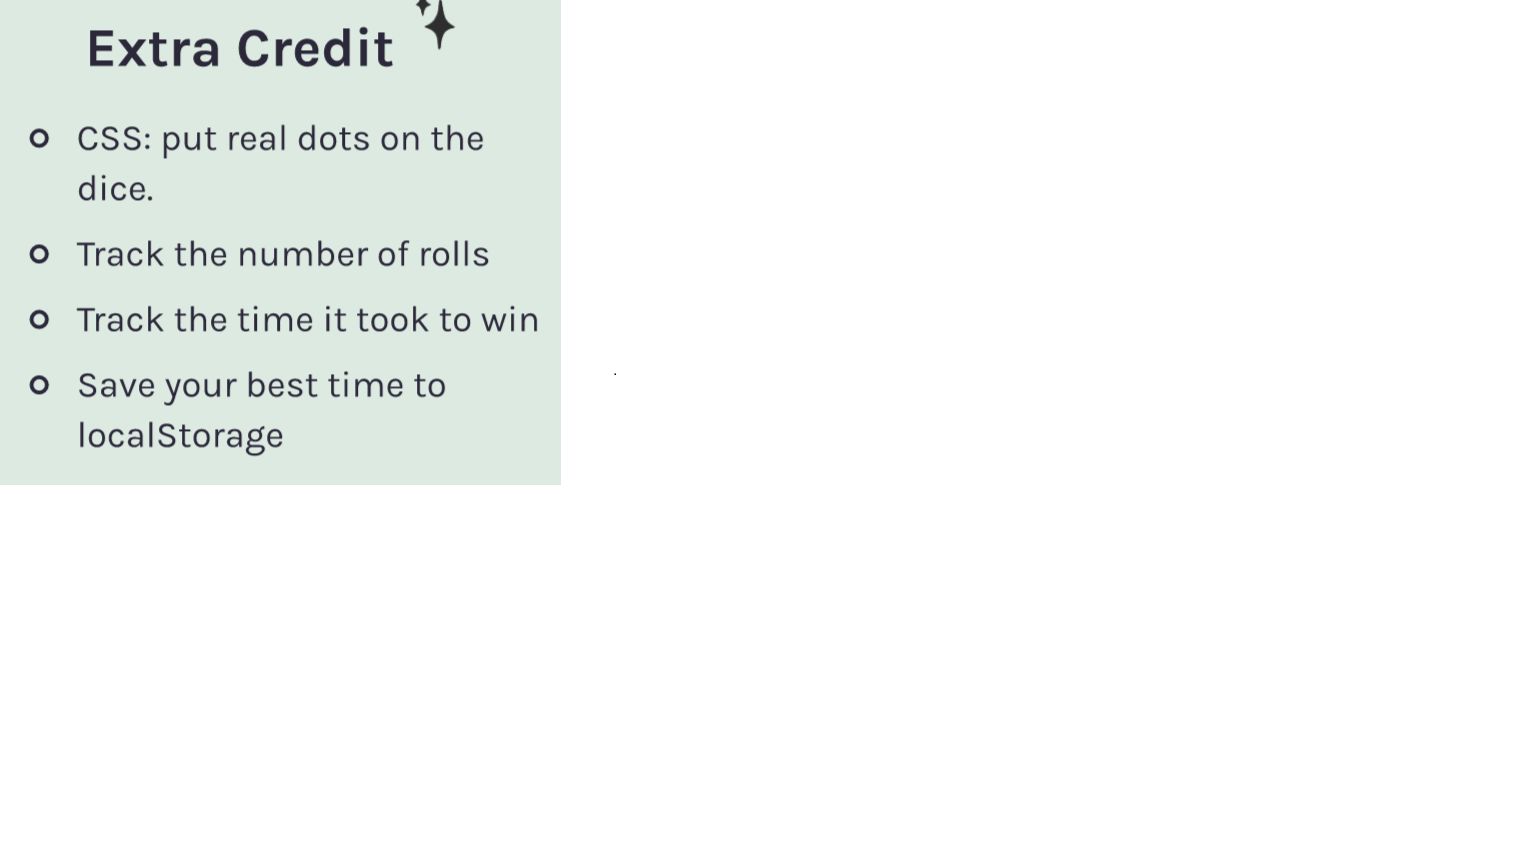 Extra Credit
CSS: put real dots on the
dice.
Track the number of rolls
Track the time it took to win
Save your best time to
localStorage
.